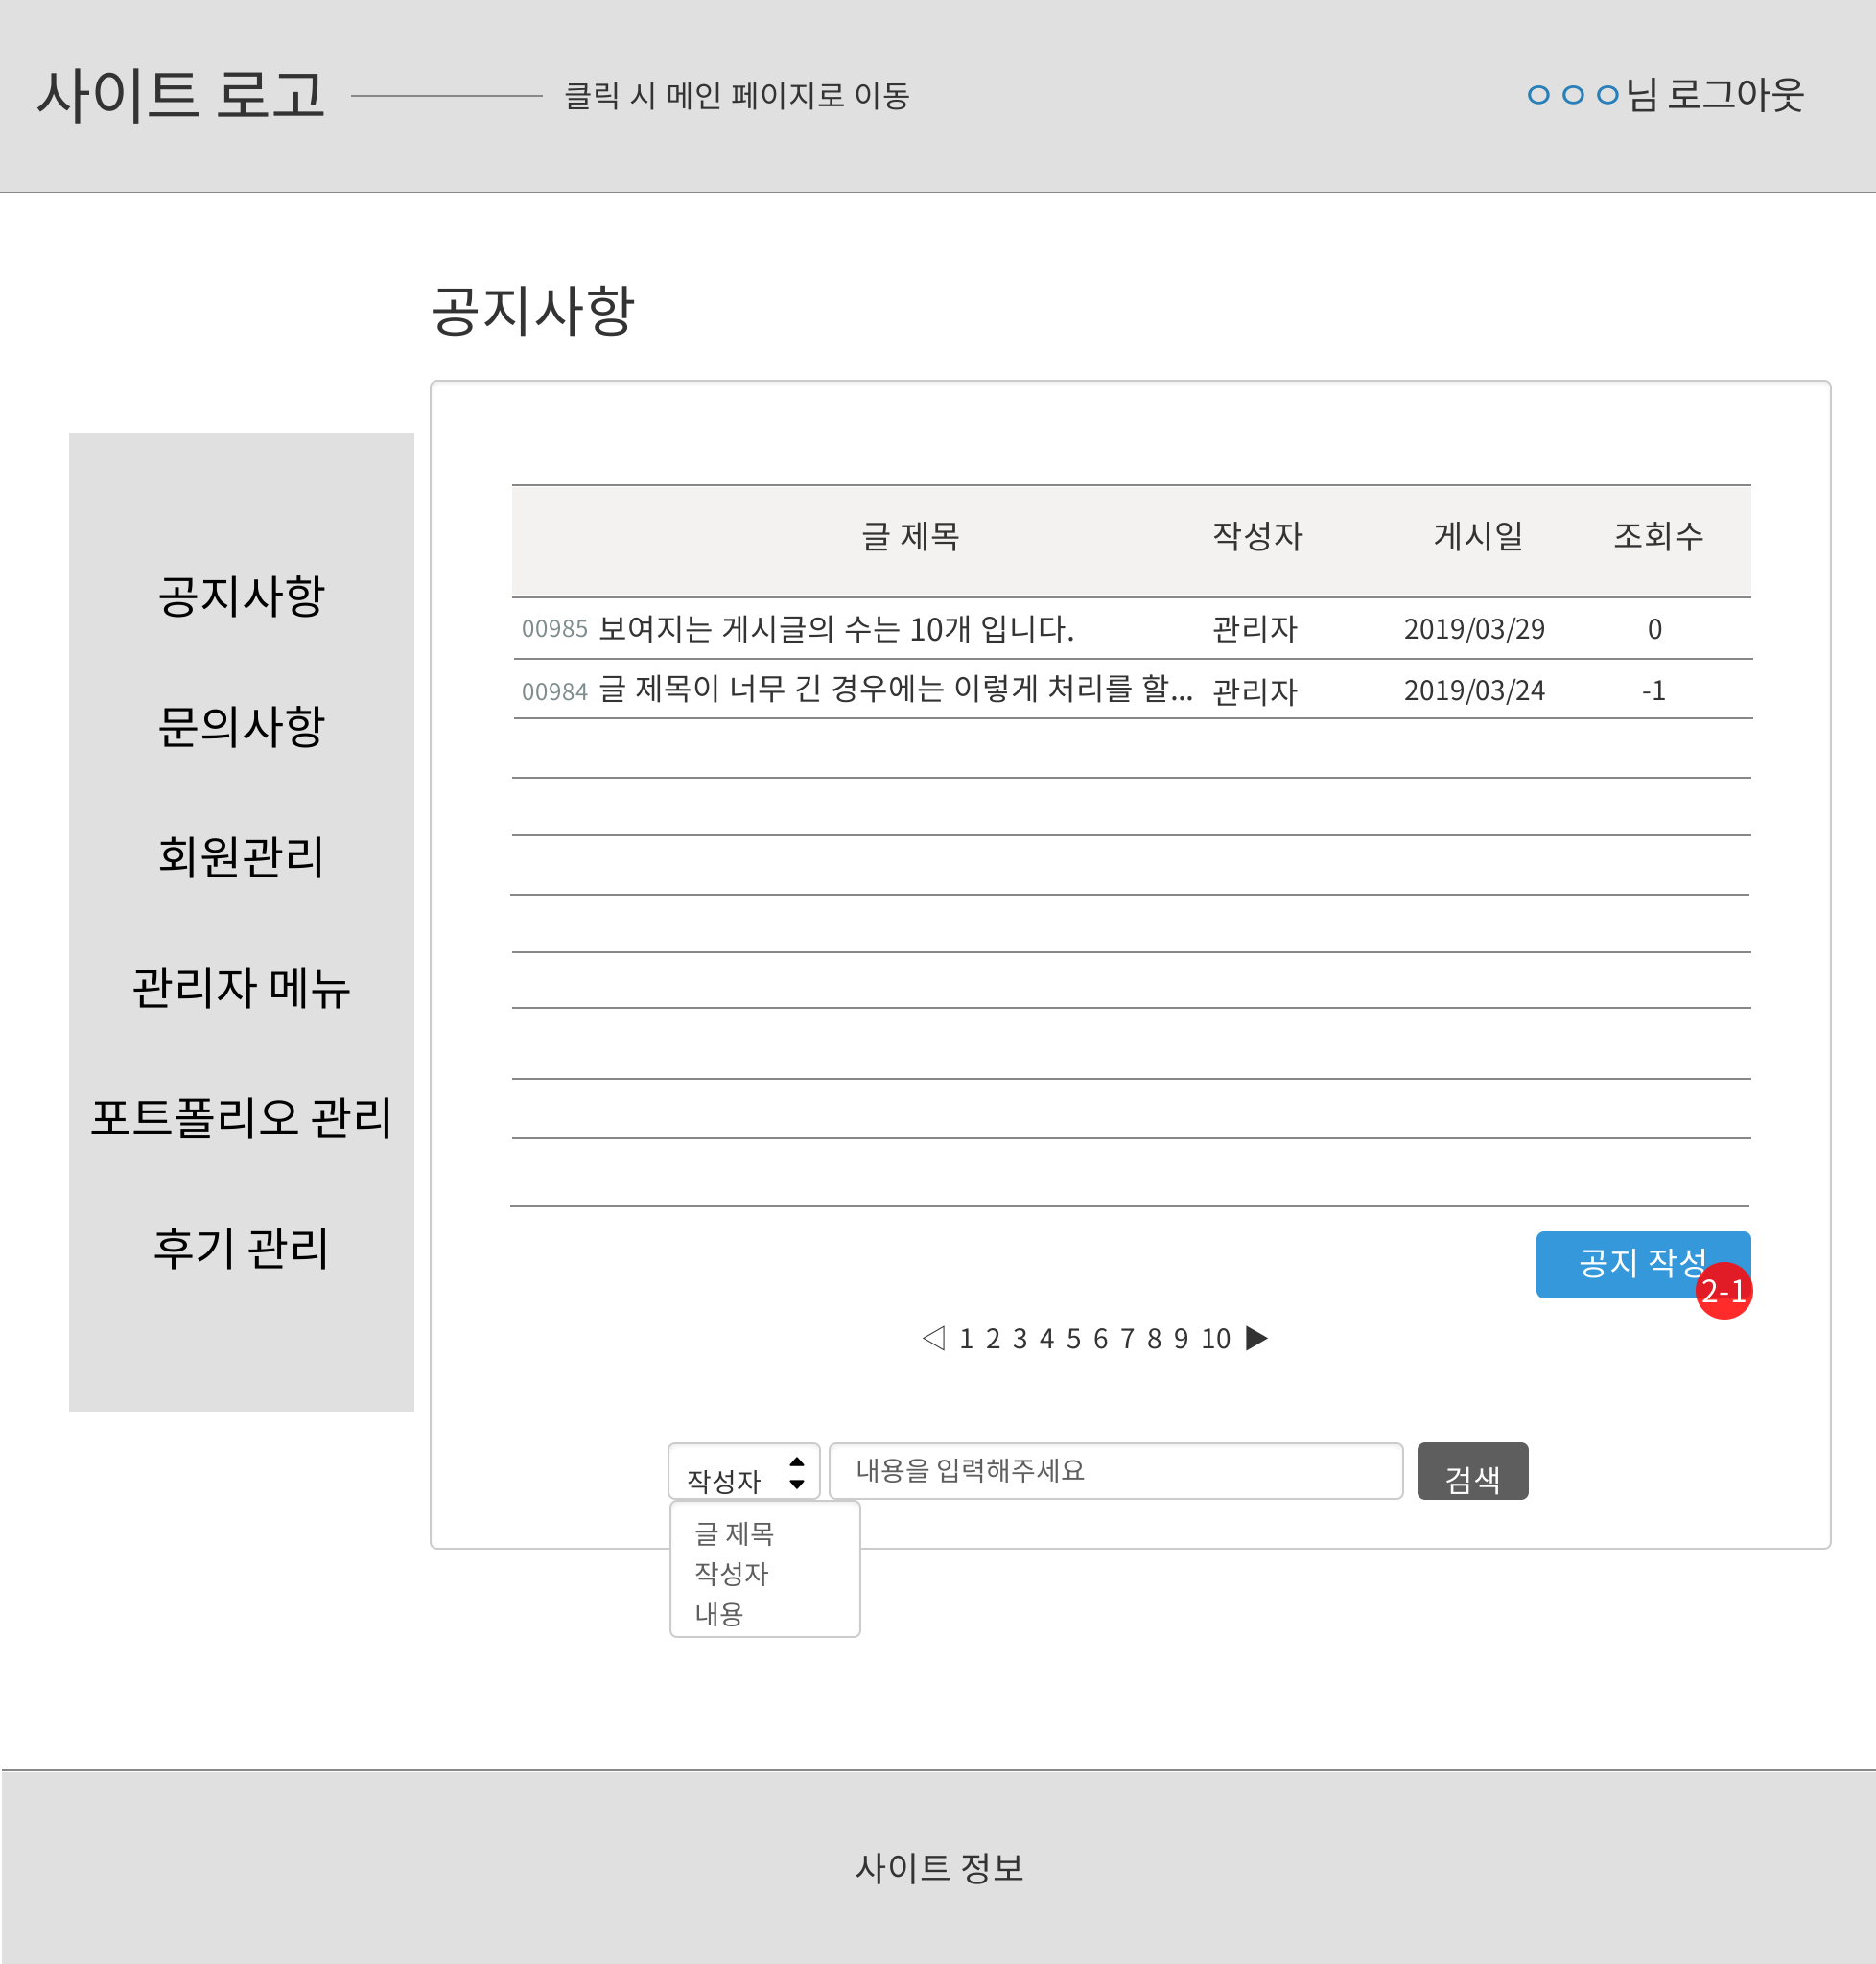 사이트 로고 클릭 시 메인 페이지로 이동 ㅇㅇㅇ님 로그아웃
공지사항
공지사항
문의사항
회원관리
관리자 메뉴
포트폴리오 관리
후기 관리
글 제목 작성자 게시일 조회수
00985 보여지는 게시글의 수는 10개 입니다. 관리자 2019/03/29 0
00984 글 제목이 너무 긴 경우에는 이렇게 처리를 할... 관리자 2019/03/24 -1
공지 작성
2-1
◁ 1 2 3 4 5 6 7 8 9 10 ▶
작성자 내용을 입력해주세요 검색
글 제목
작성자
내용
사이트 정보